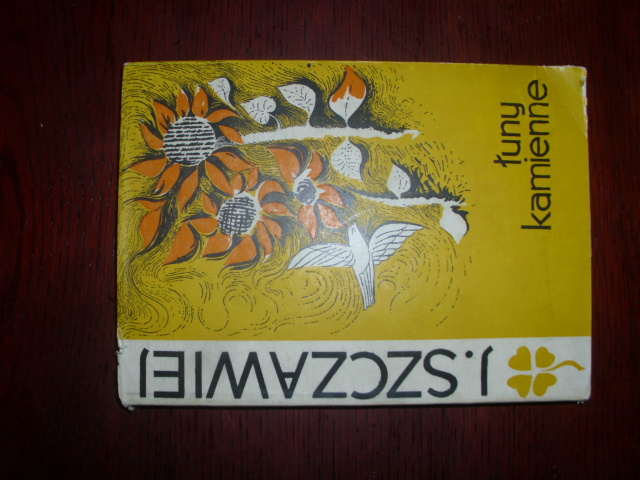 łuny
kamienne
J. SZCZAWIEJ